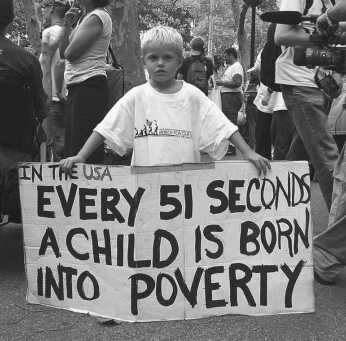 IN THE USA
EVERY 51 SECONDS
A CHILD IS BORN
INTO POVERTY